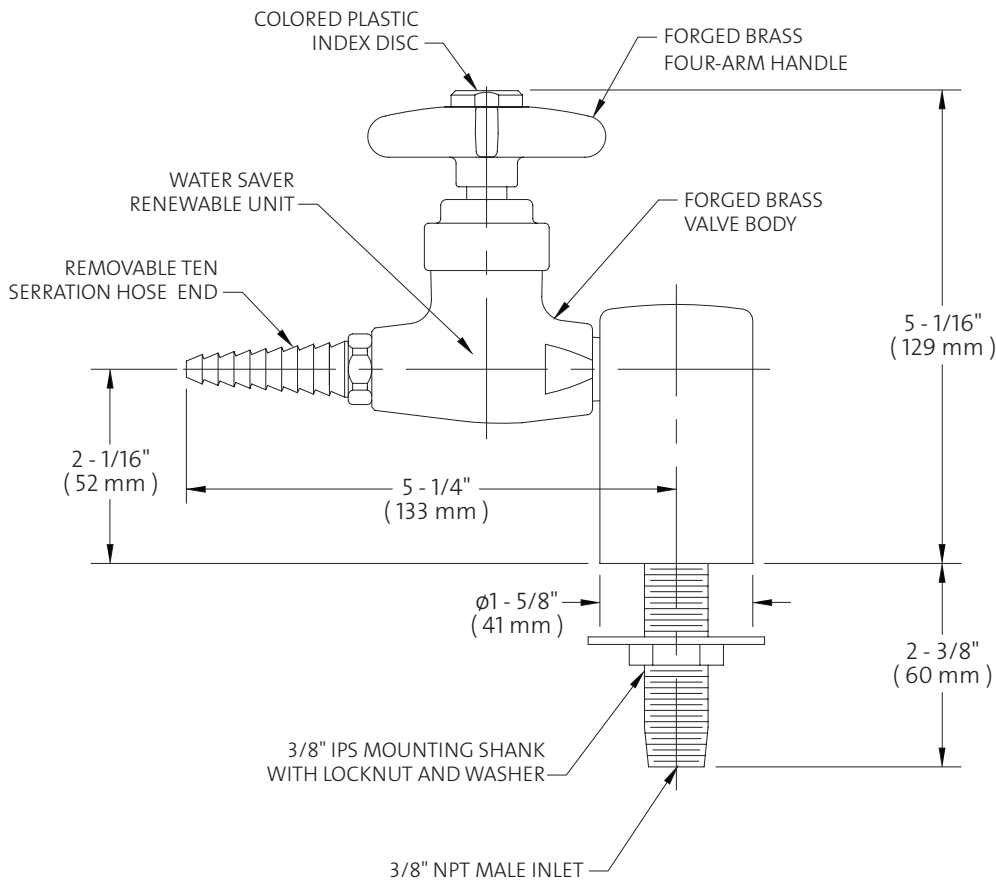 COLORED PLASTIC
INDEX DISC
FORGED BRASS
FOUR-ARM HANDLE
WATER SAVER
RENEWABLE UNIT
FORGED BRASS
VALVE BODY
REMOVABLE TEN
SERRATION HOSE END
5 - 1/16"
( 129 mm )
2 - 1/16"
( 52 mm )
5 - 1/4"
( 133 mm )
ø1 - 5/8"
( 41 mm )
2 - 3/8"
( 60 mm )
3/8" IPS MOUNTING SHANK
WITH LOCKNUT AND WASHER
3/8" NPT MALE INLET